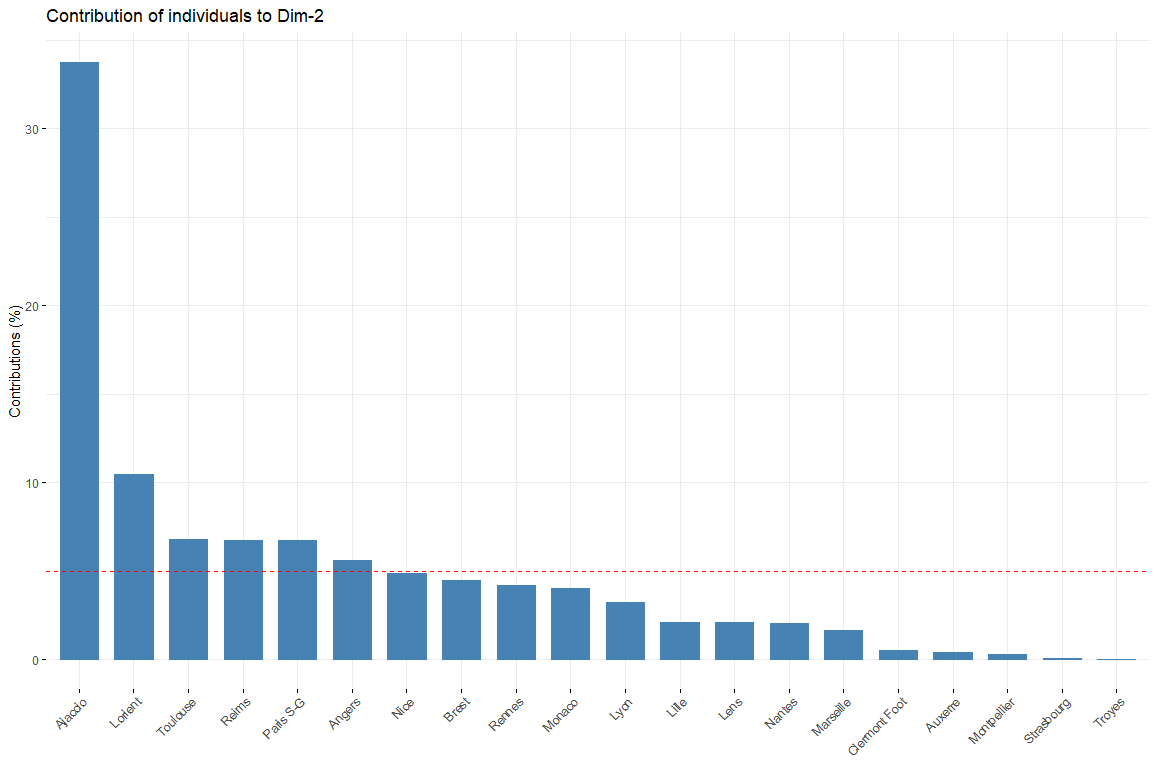 Contribution of individuals to Dim-2
Contributions (%)
30
20
10
0
Ajaccio
Lorient
Toulouse
Reims
Paris S-G
Angers
Nice
Brest
Rennes
Monaco
Lyon
Lille
Lens
Nantes
Marseille
Clermont Foot
Auxerre
Montpellier
Strasbourg
Troyes